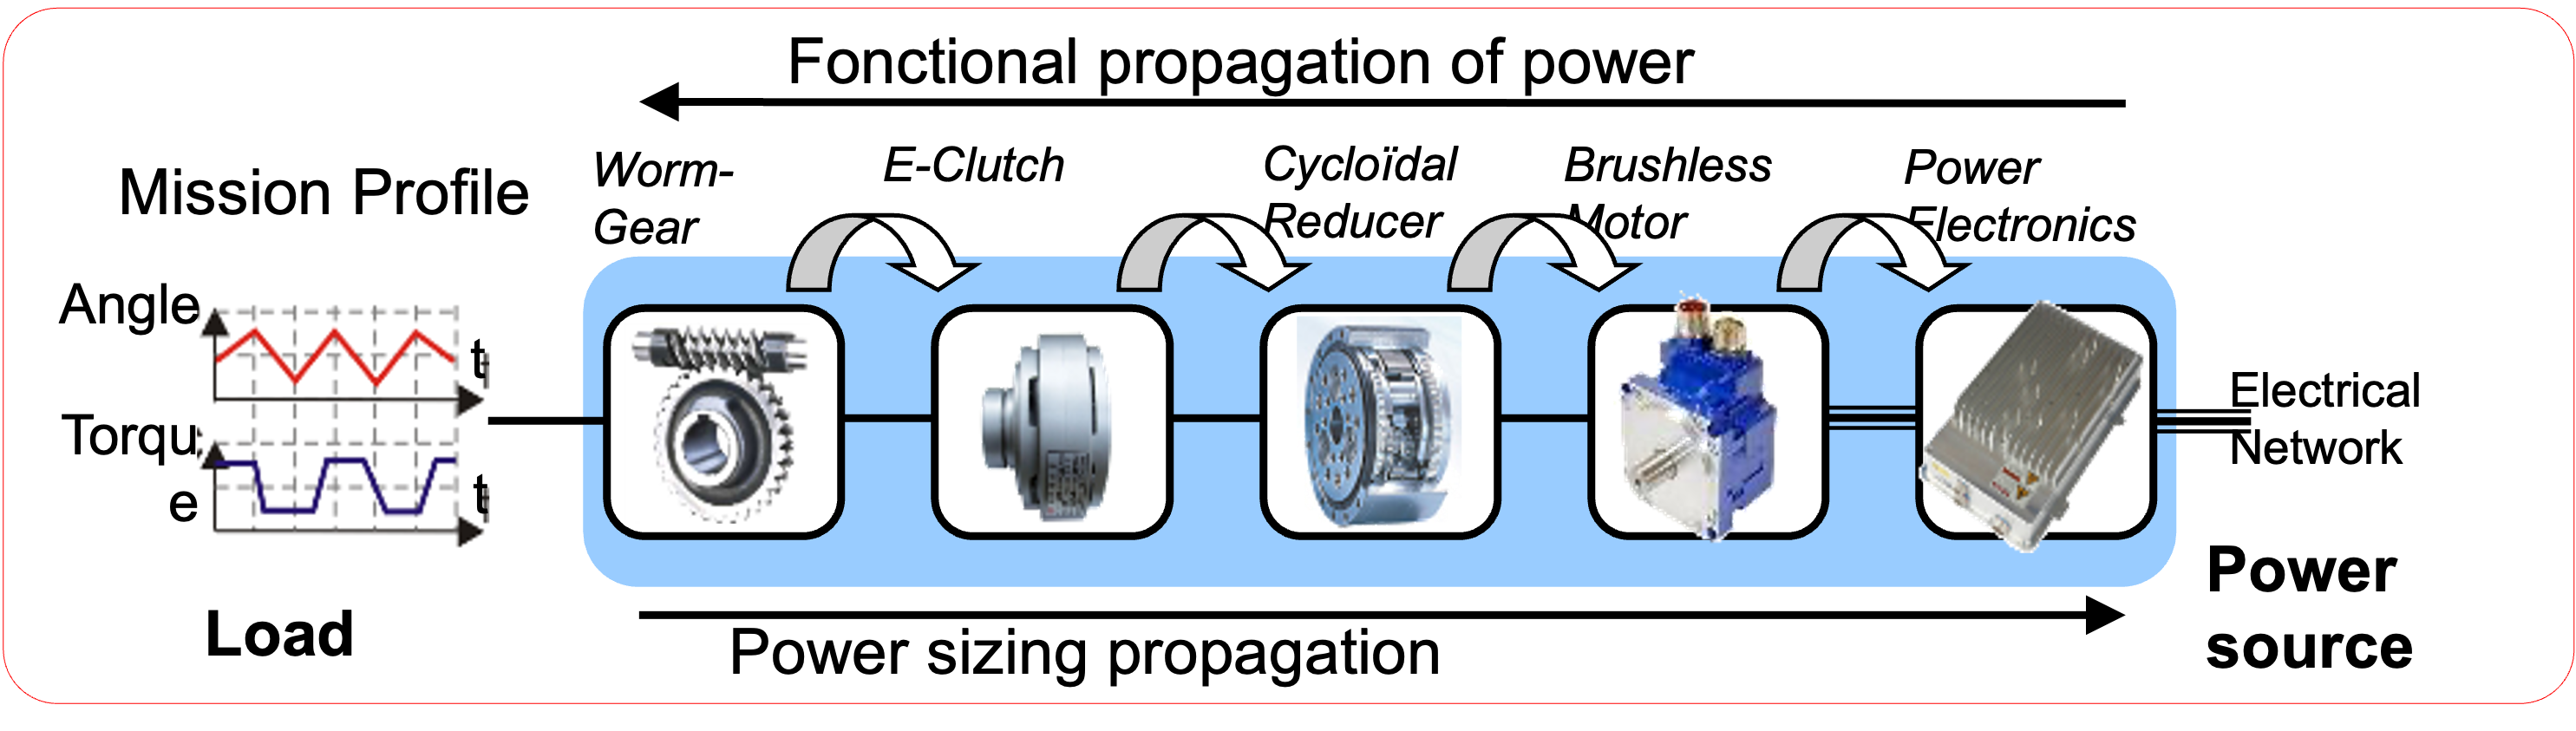 Fonctional propagation of power
Mission Profile
Worm-
Gear
E-Clutch
Cycloïdal
Reducer
Brushless
Motor
Power
Electronics
Angle
t
Torqu
e
t
Electrical
Network
Load
Power sizing propagation
Power
source